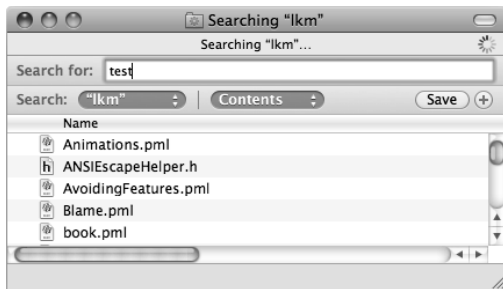 Searching “lkm”
Searching “lkm”...
Search for: test
Search: “lkm” Contents Save
Name
Animations.pml
h ANSIEscapeHelper.h
AvoidingFeatures.pml
Blame.pml
book.pml